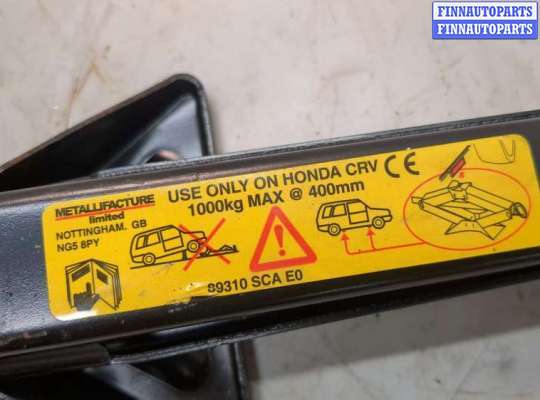 FINNAUTOPARTS
FINNAUTOPARTS
FINNAUTOPARTS
METALLIFACTURE
limited
NOTTINGHAM. GB
NG5 8PY
USE ONLY ON HONDA CRV CE
1000kg MAX @ 400mm
89310 SCA E0